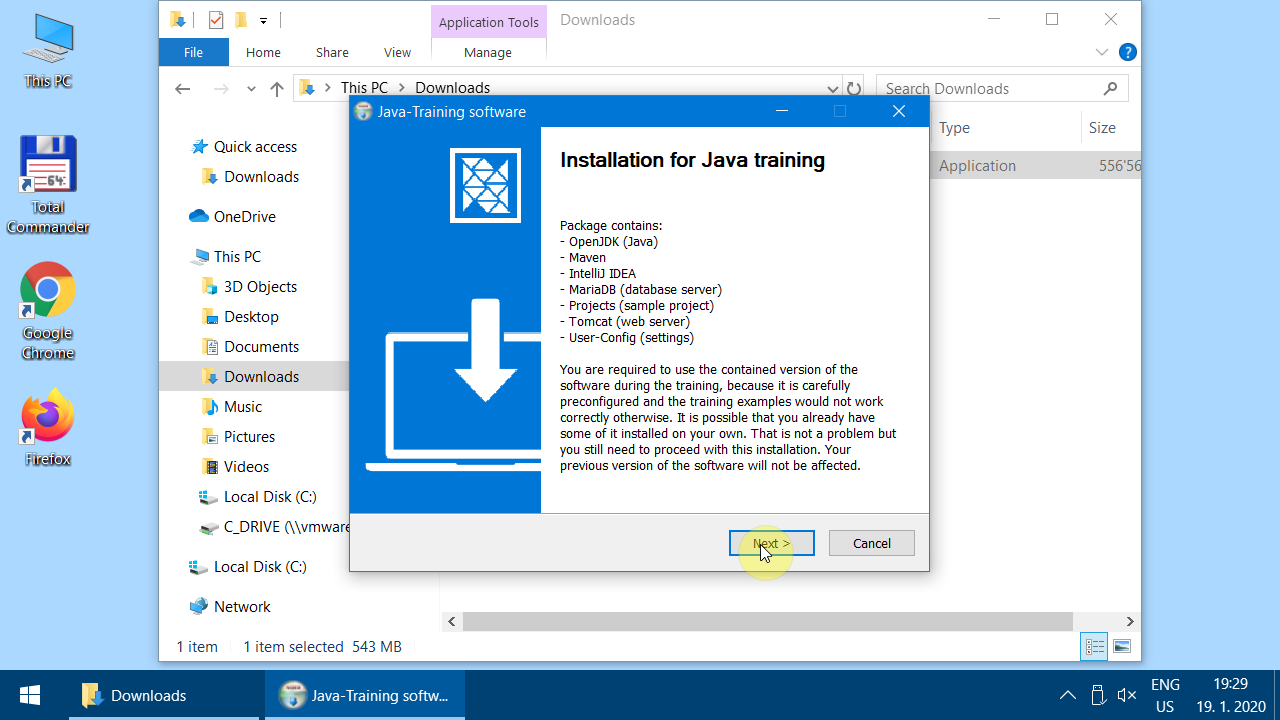 This PC
Total
Commander
64.
Google
Chrome
Firefox
Application Tools
Downloads
File
Home
Share
View
Manage
?
This PC
Downloads
Search Downloads
Type
Size
Application
556'56
Quick access
Downloads
OneDrive
This PC
3D Objects
Desktop
Documents
Downloads
Music
Pictures
Videos
Local Disk (C:)
C_DRIVE (\\vmware
Local Disk (C:)
Network
1 item
1 item selected 543 MB
Java-Training software
Installation for Java training
Package contains:
- OpenJDK (Java)
- Maven
- IntelliJ IDEA
- MariaDB (database server)
- Projects (sample project)
- Tomcat (web server)
- User-Config (settings)
You are required to use the contained version of the
software during the training, because it is carefully
preconfigured and the training examples would not work
correctly otherwise. It is possible that you already have
some of it installed on your own. That is not a problem but
you still need to proceed with this installation. Your
previous version of the software will not be affected.
Next >
Cancel
Downloads
Java-Training softw...
ENG
US
19:29
19. 1. 2020